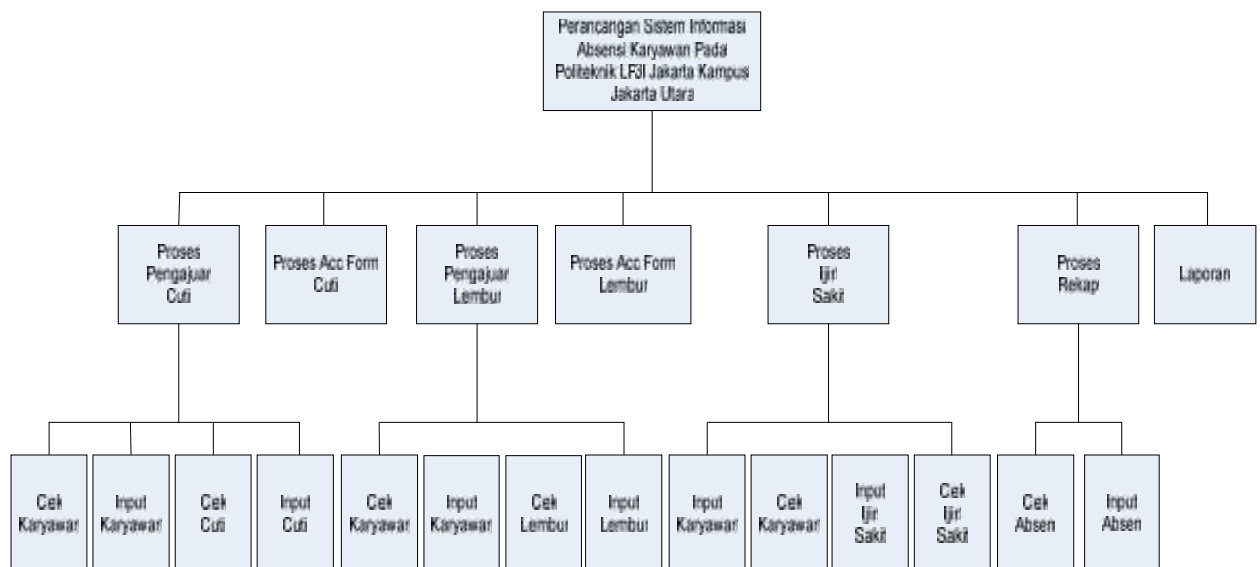 Perancangan Sistem Informasi
Absensi Karyawan Pada
Politeknik LP3I Jakarta Kampus
Jakarta Utara
Proses
Pengajuan
Cuti
Proses Acc Form
Cuti
Proses
Pengajuan
Lembur
Proses Acc Form
Lembur
Proses
Ijin
Sakit
Proses
Rekap
Laporan
Cek
Karyawan
Input
Karyawan
Cek
Cuti
Input
Cuti
Cek
Karyawan
Input
Karyawan
Cek
Lembur
Input
Lembur
Input
Karyawan
Cek
Karyawan
Input
Ijin
Sakit
Cek
Ijin
Sakit
Cek
Absen
Input
Absen